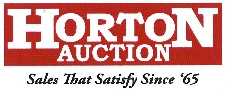 HORTON
AUCTION
Sales That Satisfy Since ‘65